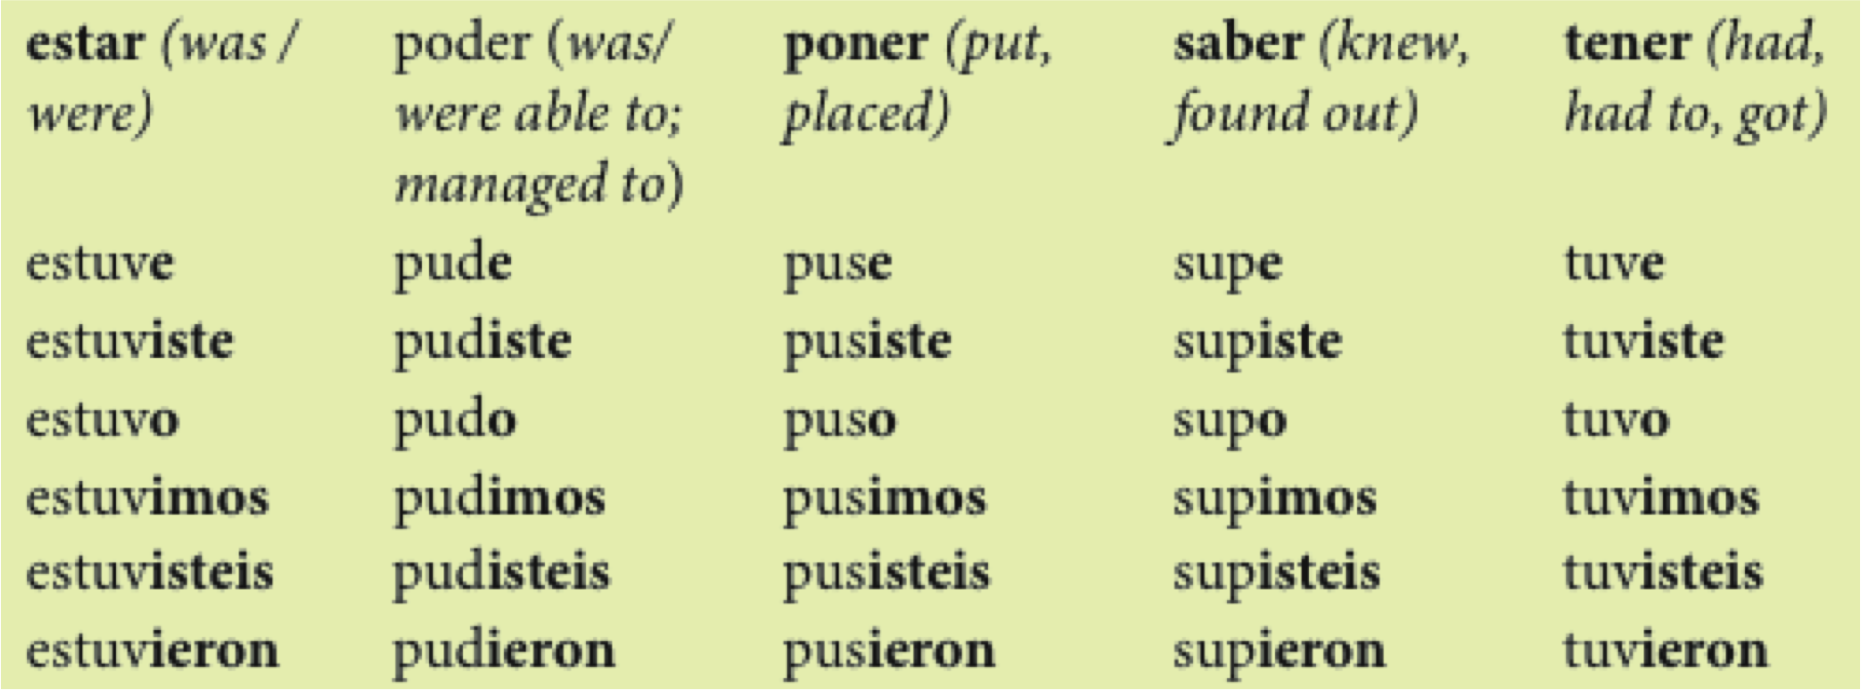 estar (was / poder (was/ poner (put, saber (knew, tener (had,
were) were able to; placed) found out) had to, got)
managed to)
estuve pude puse supe tuve
estuviste pudiste pusiste supiste tuviste
estuvo pudo puso supo tuvo
estuvimos pudimos pusimos supimos tuvimos
estuvisteis pudisteis pusisteis supisteis tuvisteis
estuvieron pudieron pusieron supieron tuvieron